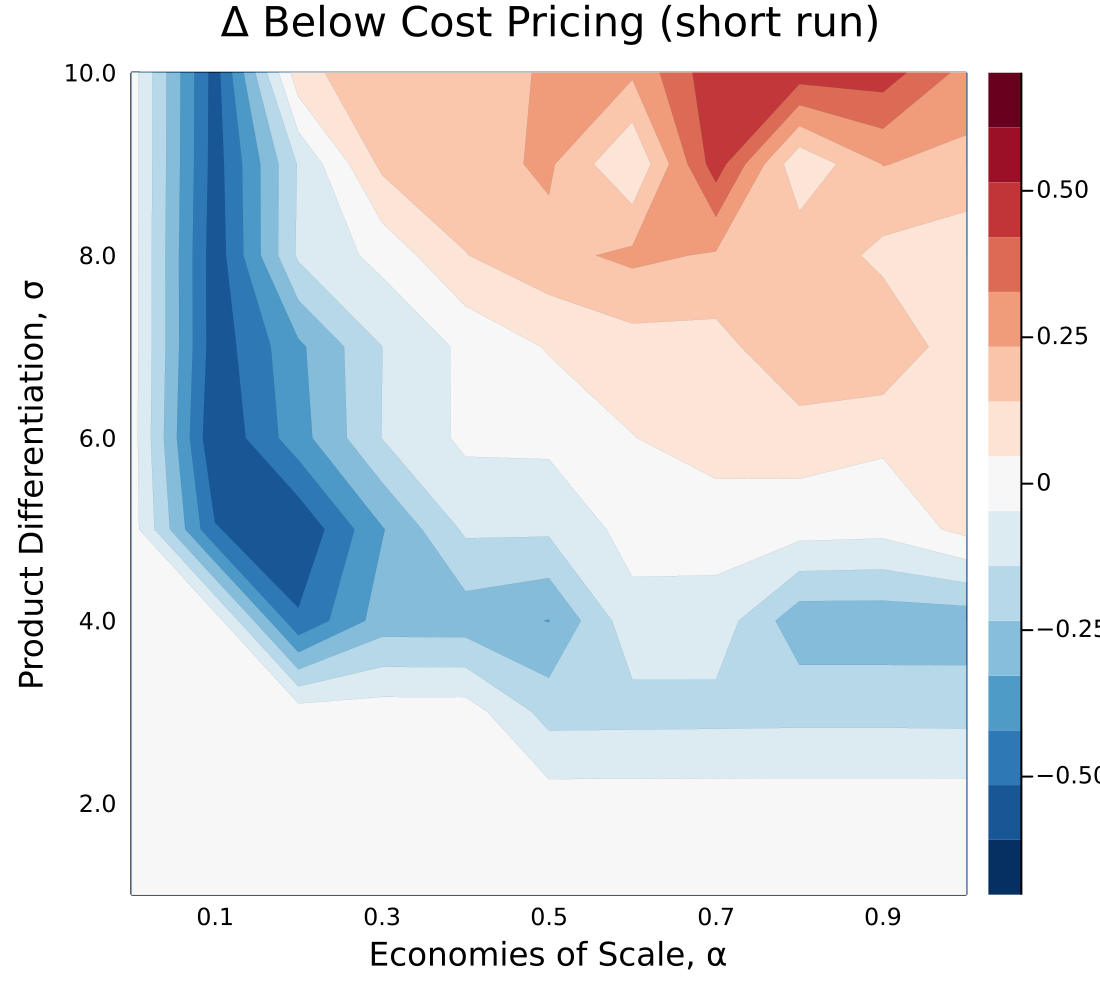 Δ Below Cost Pricing (short run)
10.0
8.0
6.0
4.0
2.0
Product Differentiation, σ
0.1 0.3 0.5 0.7 0.9
Economies of Scale, α
0.50
0.25
0
−0.25
−0.50